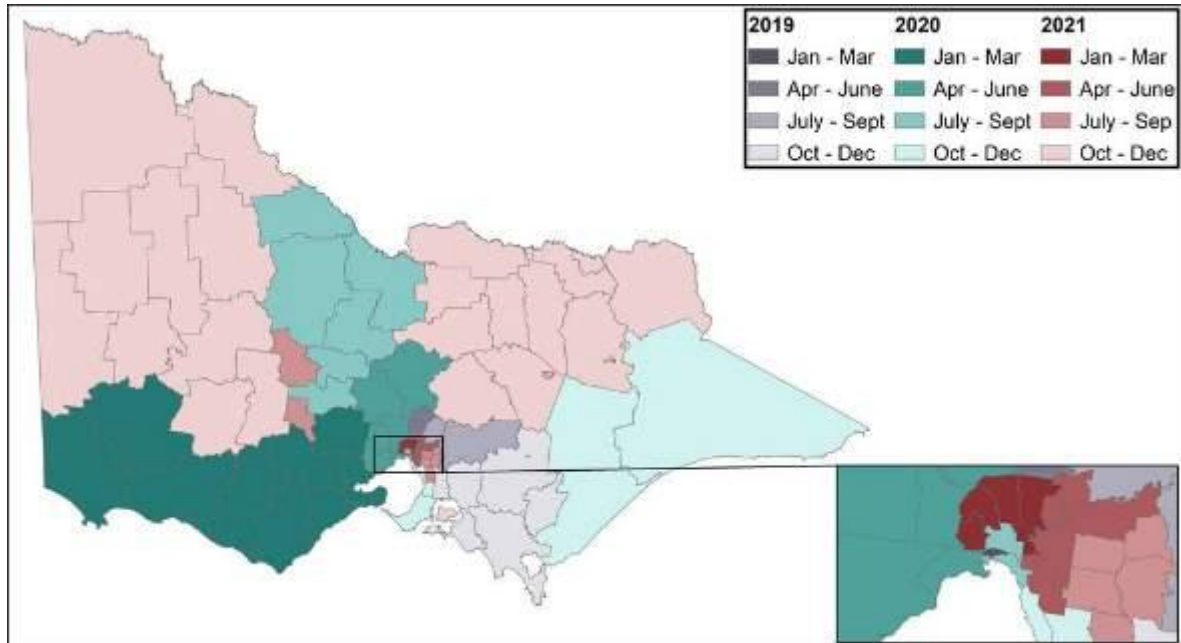 2019 2020 2021
Jan - Mar Jan - Mar Jan - Mar
Apr - June Apr - June Apr - June
July - Sept July - Sept July - Sep
Oct - Dec Oct - Dec Oct - Dec